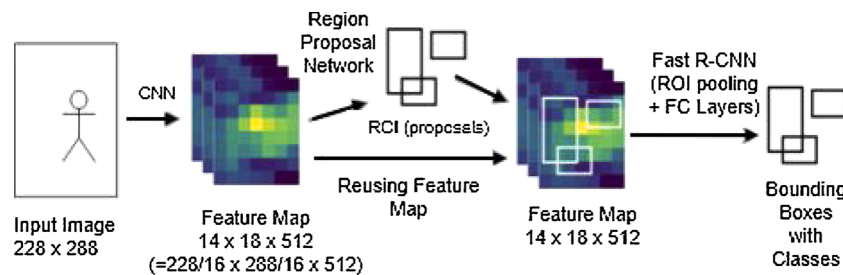 Input Image
228 x 288
CNN
Feature Map
14 x 18 x 512
(=228/16 x 288/16 x 512)
Region
Proposal
Network
RCI (proposals)
Reusing Feature
Map
Feature Map
14 x 18 x 512
Fast R-CNN
(ROI pooling
+ FC Layers)
Bounding
Boxes
with
Classes